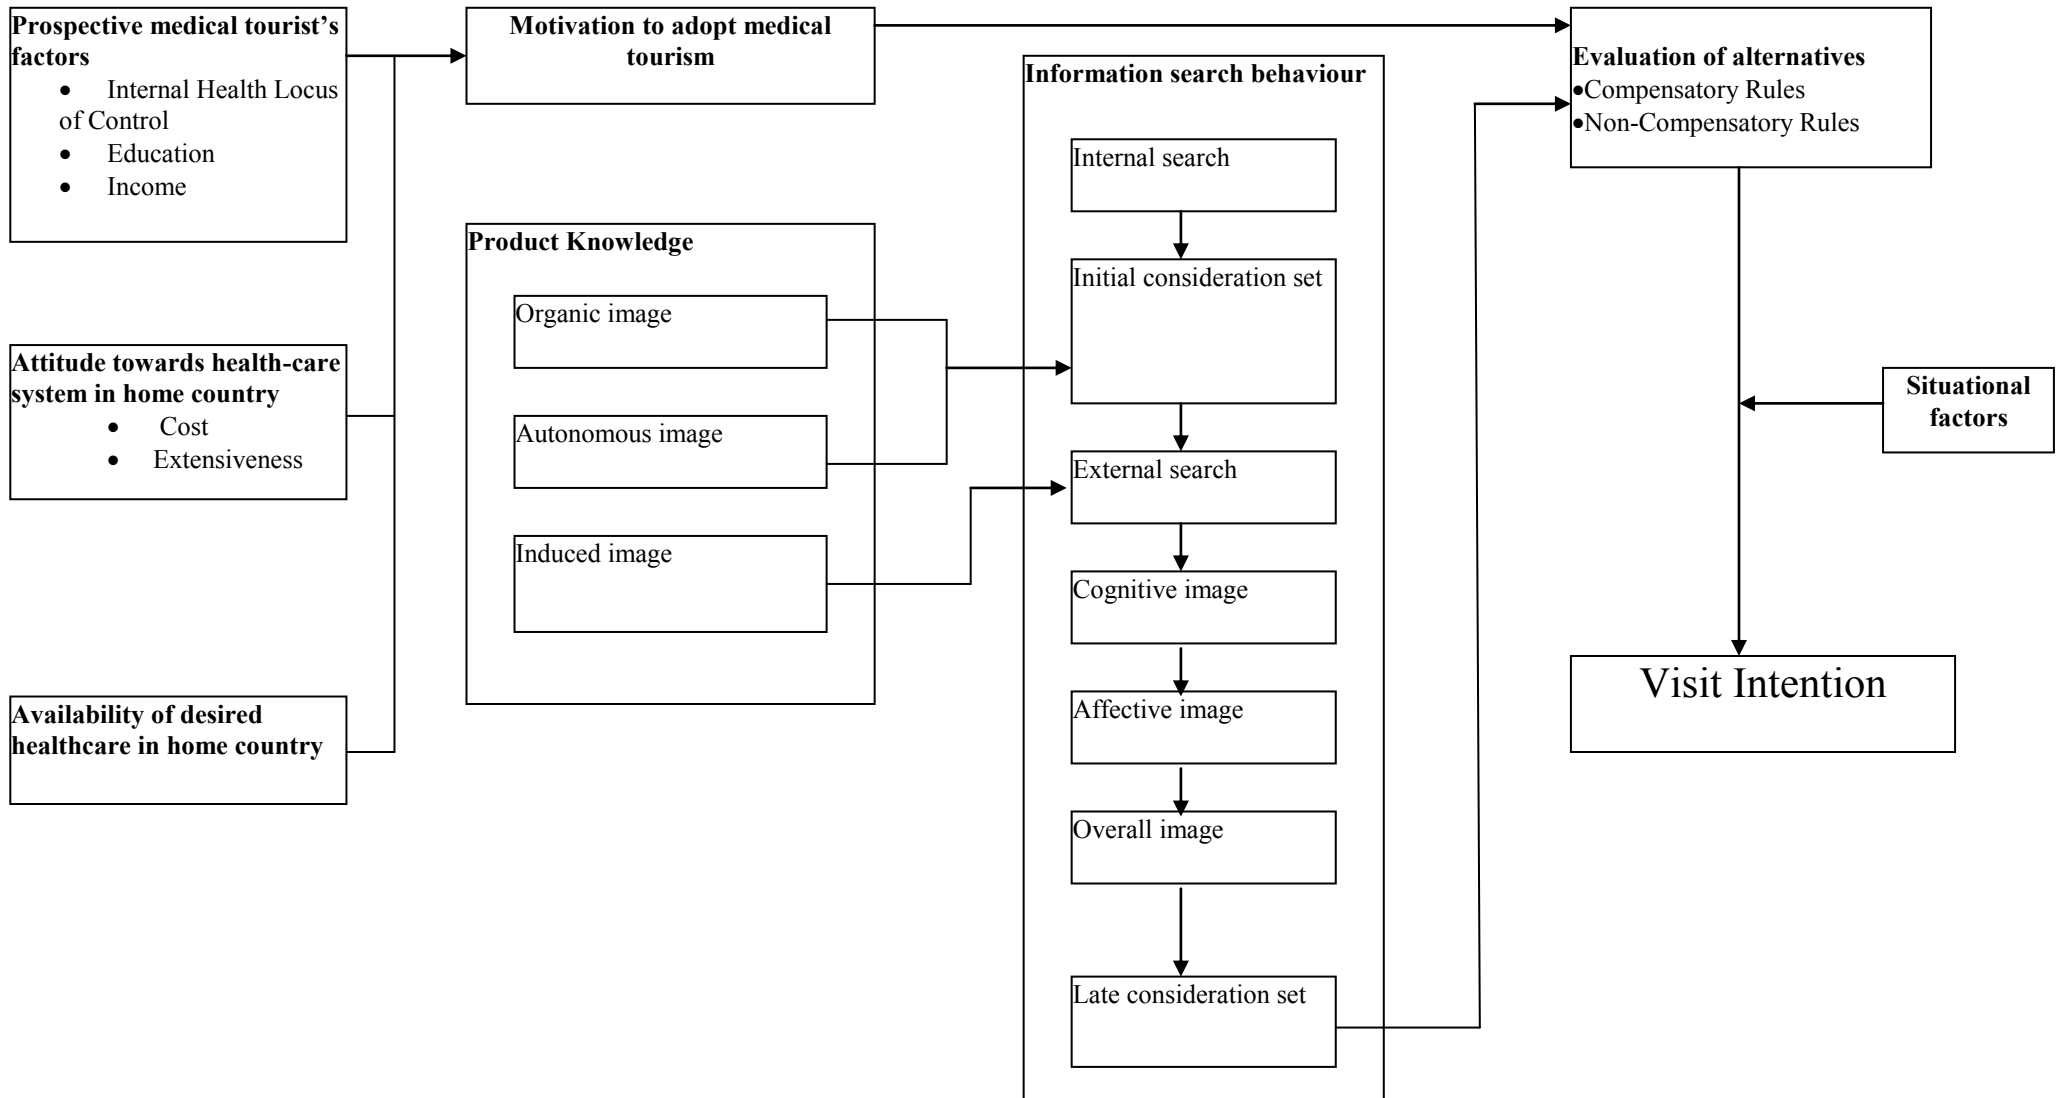 Prospective medical tourist’s
factors
• Internal Health Locus
of Control
• Education
• Income
Attitude towards health-care
system in home country
• Cost
• Extensiveness
Availability of desired
healthcare in home country
Motivation to adopt medical
tourism
Product Knowledge
Organic image
Autonomous image
Induced image
Information search behaviour
Internal search
Initial consideration set
External search
Cognitive image
Affective image
Overall image
Late consideration set
Evaluation of alternatives
•Compensatory Rules
•Non-Compensatory Rules
Situational
factors
Visit Intention